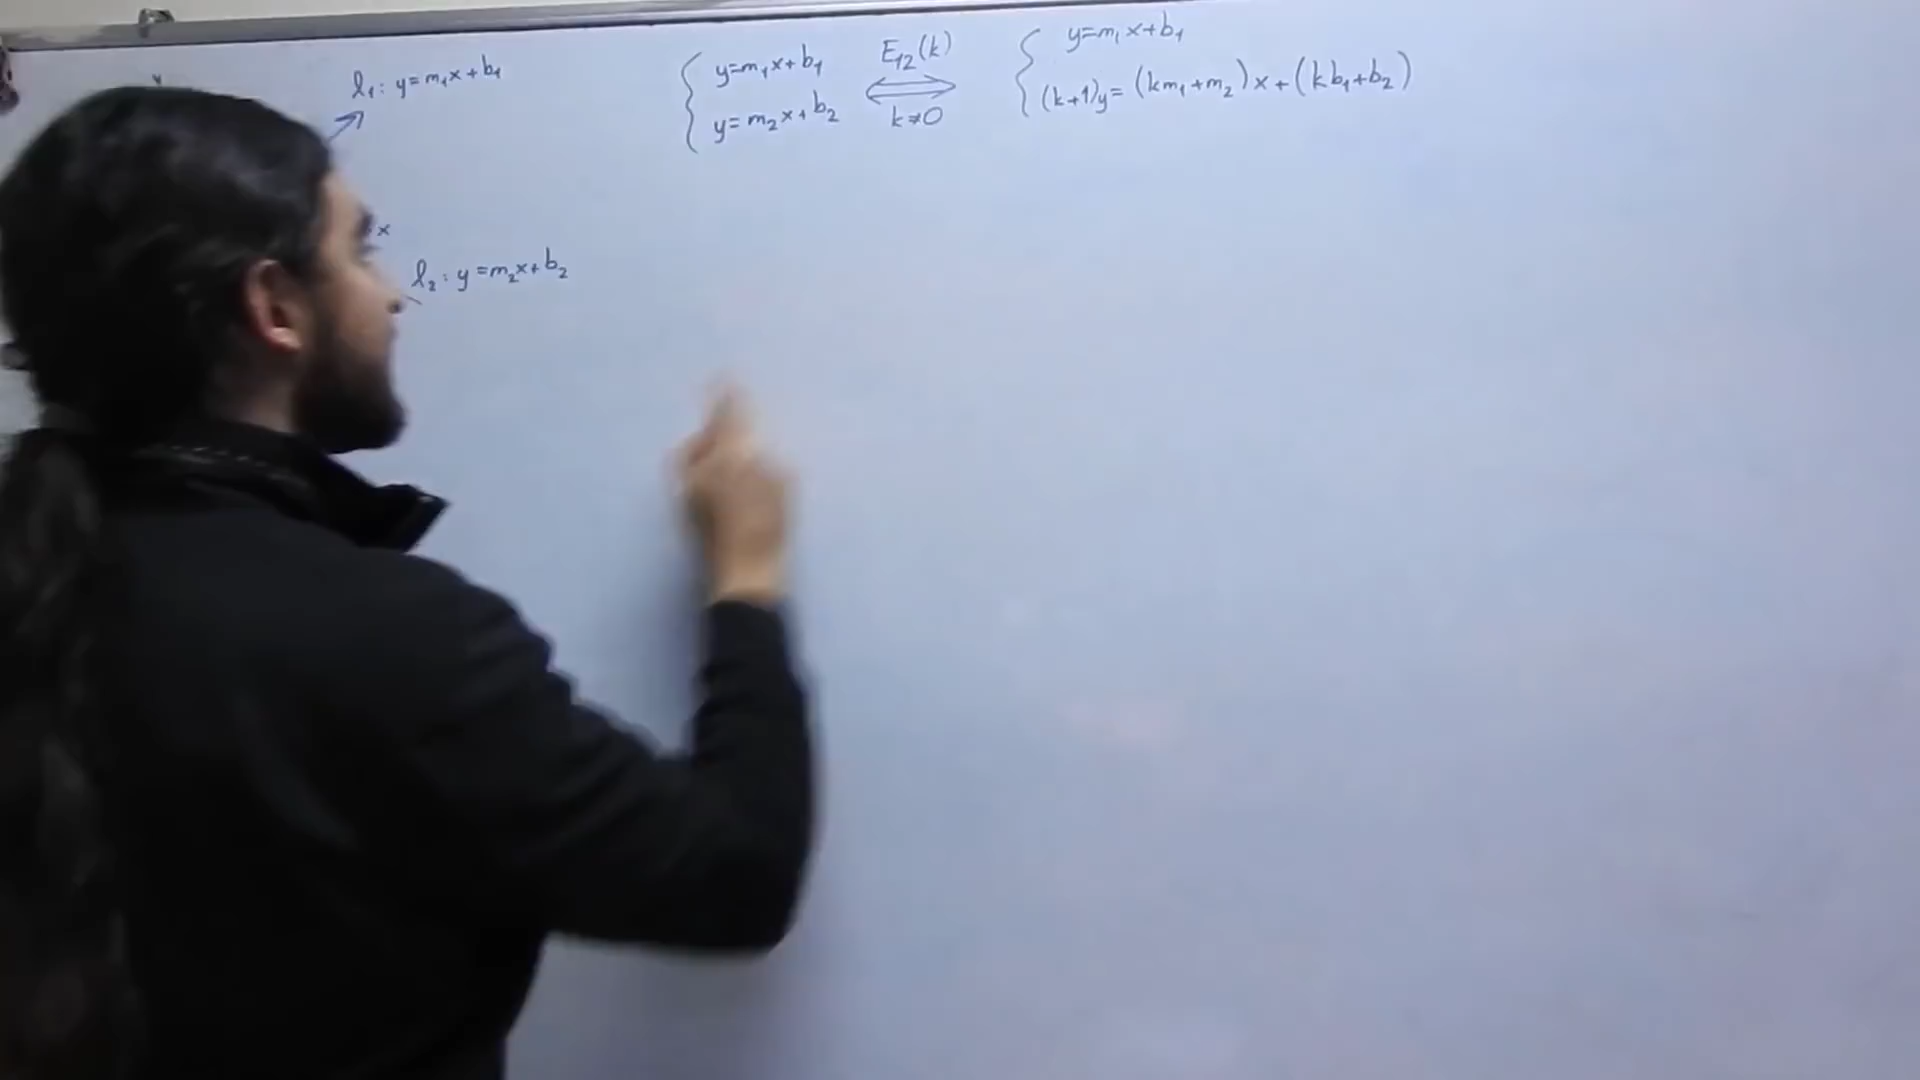 y
l₁: y=m₁x+b₁
x
l₂: y=m₂x+b₂
y=m₁x+b₁
y=m₂x+b₂
E₁₂(k)
k≠0
y=m₁x+b₁
(k+1)y=(km₁+m₂)x+(kb₁+b₂)